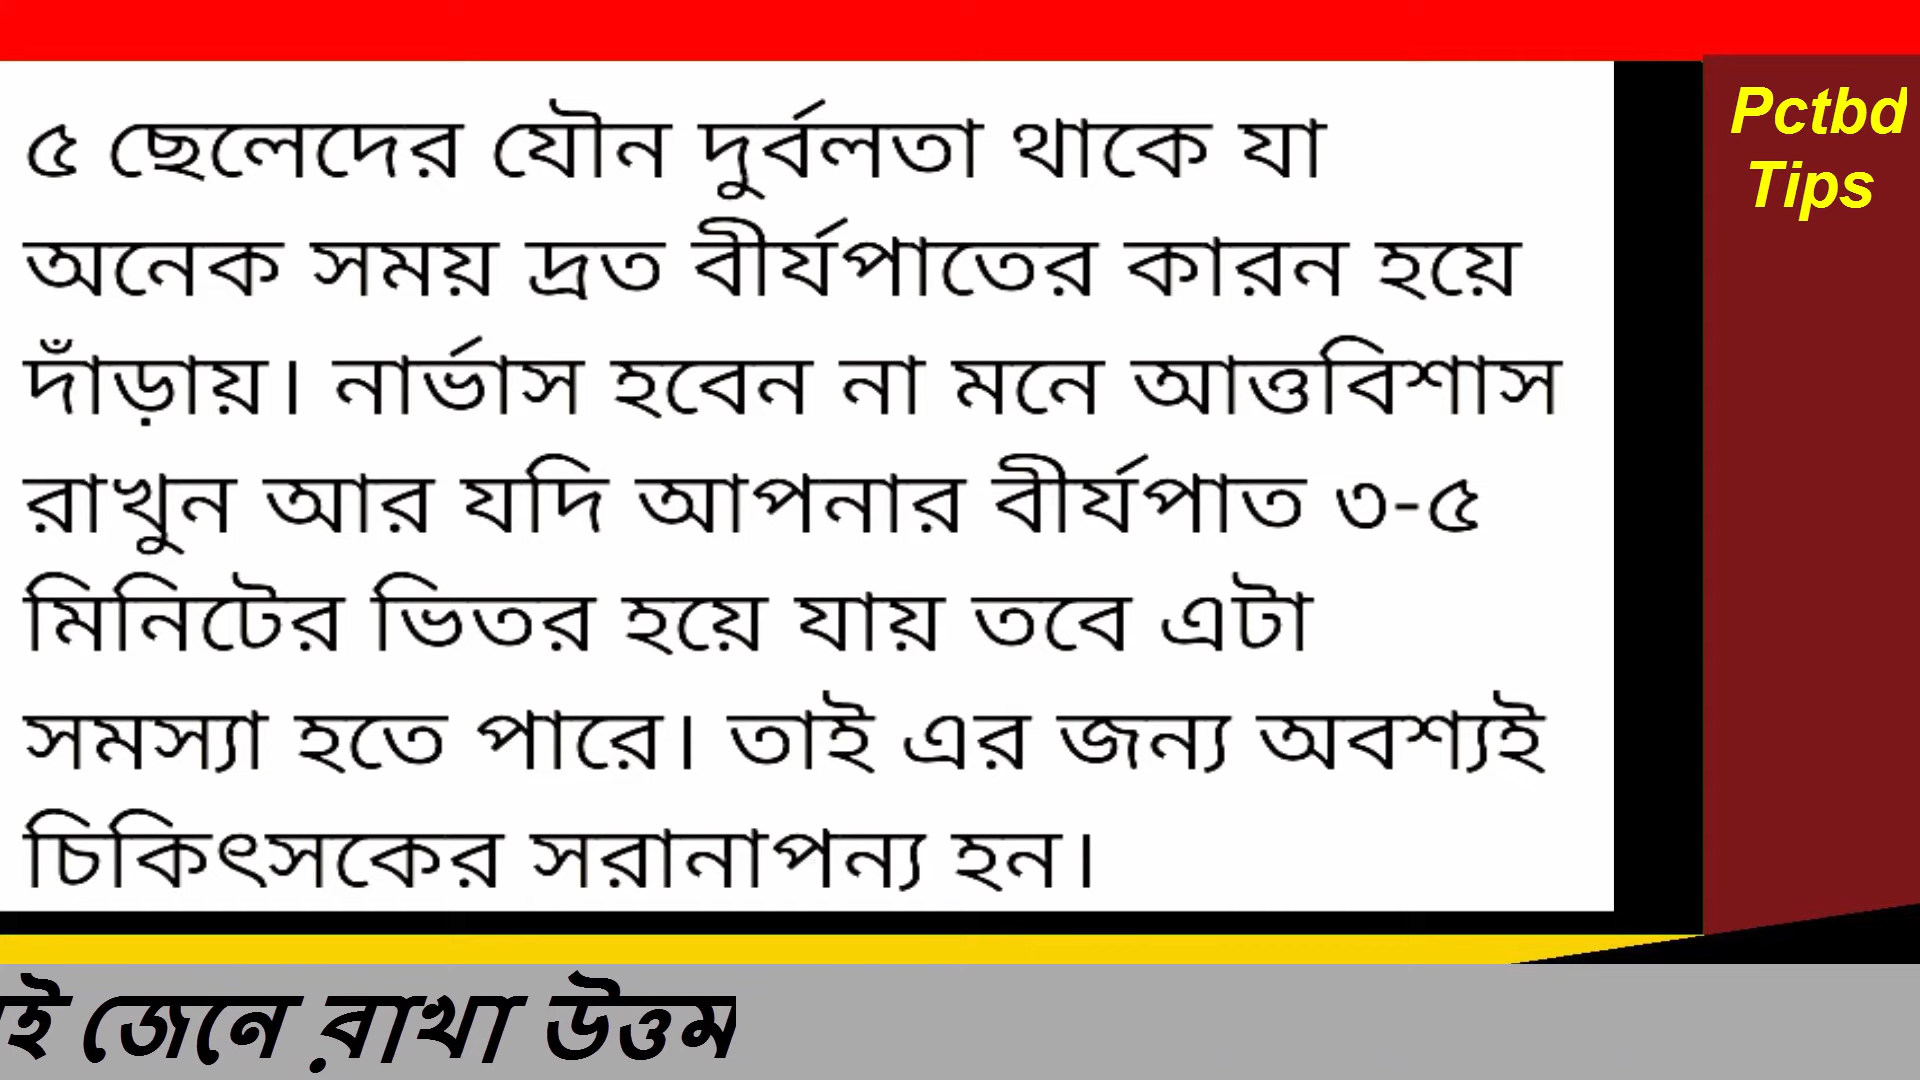 ৫ ছেলেদের যৌন দুর্বলতা থাকে যা
অনেক সময় দ্রত বীর্যপাতের কারন হয়ে
দাঁড়ায়। নার্ভাস হবেন না মনে আত্তবিশাস
রাখুন আর যদি আপনার বীর্যপাত ৩-৫
মিনিটের ভিতর হয়ে যায় তবে এটা
সমস্যা হতে পারে। তাই এর জন্য অবশ্যই
চিকিৎসকের সরানাপন্য হন।
Pctbd
Tips
জেনে রাখা উত্তম